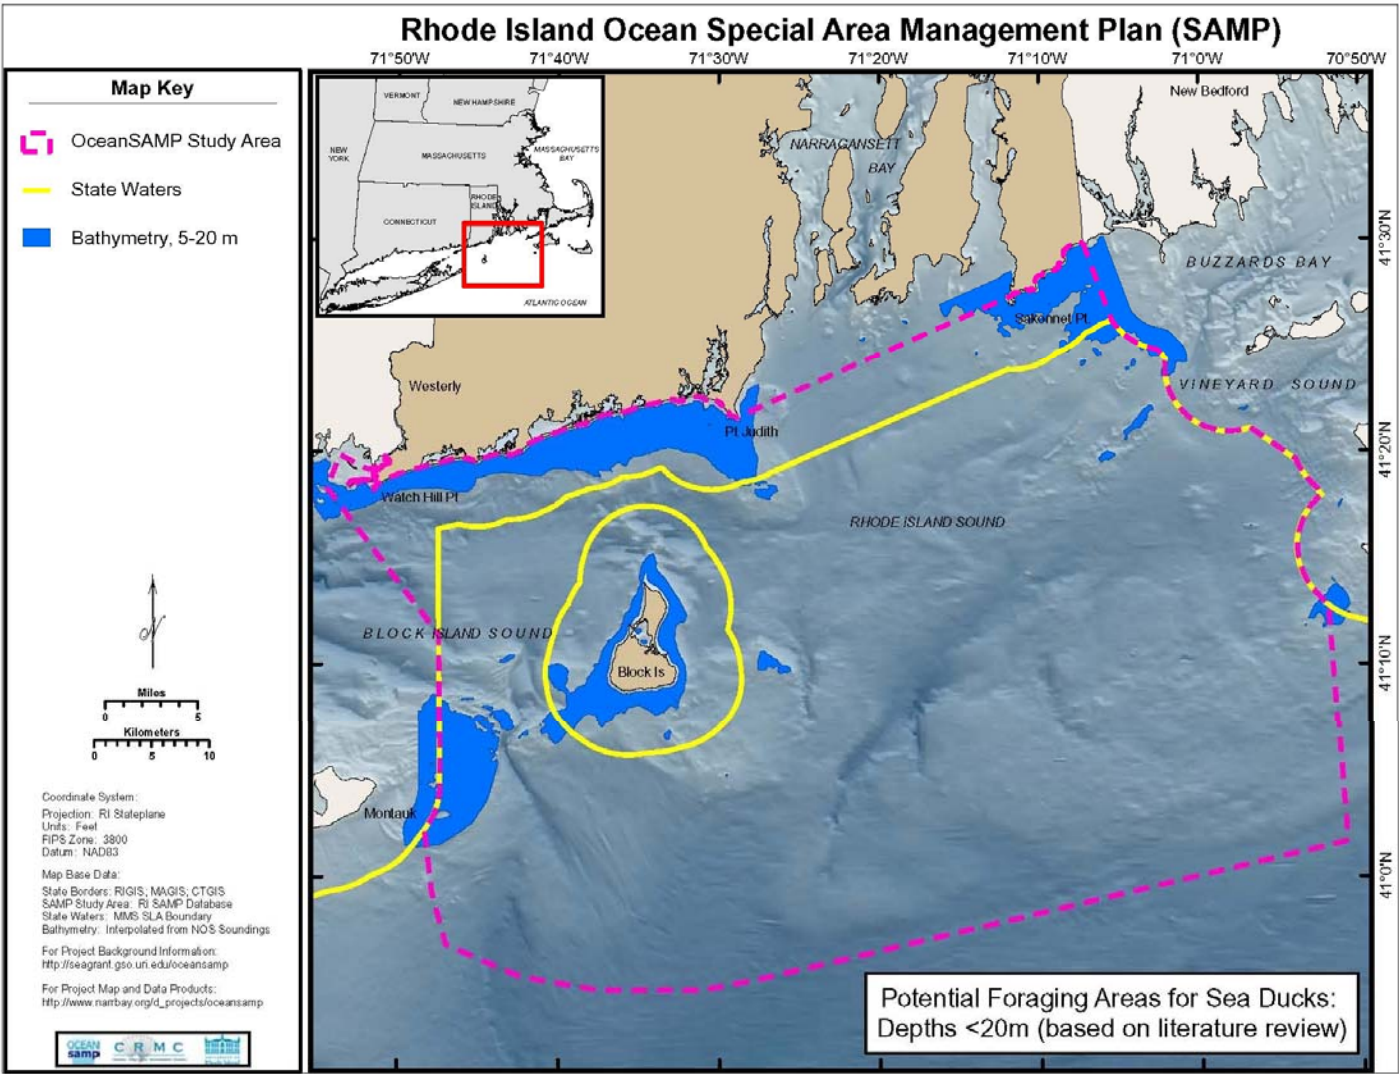 Rhode Island Ocean Special Area Management Plan (SAMP)
71°50'W 71°40'W 71°30'W 71°20'W 71°10'W 71°0'W 70°50'W
Map Key
OceanSAMP Study Area
State Waters
Bathymetry, 5-20 m
Miles
0 5
Kilometers
0 5 10
Coordinate System:
Projection: RI Stateplane
Units: Feet
FIPS Zone: 3800
Datum: NAD83
Map Base Data:
State Borders: RIGIS; MAGIS; CTGIS
SAMP Study Area: RI SAMP Database
State Waters: MMS SLA Boundary
Bathymetry: Interpolated from NOS Soundings
For Project Background Information:
http://seagrant.gso.uri.edu/oceansamp
For Project Map and Data Products:
http://www.narrbay.org/d_projects/oceansamp
OCEAN
samp
CRMC
VERMONT
NEW HAMPSHIRE
NEW
YORK
MASSACHUSETTS
MASSACHUSETTS
BAY
RHODE
ISLAND
CONNECTICUT
ATLANTIC OCEAN
New Bedford
NARRAGANSETT
BAY
BUZZARDS BAY
Sakonnet Pt.
VINEYARD SOUND
Westerly
Pt. Judith
Watch Hill Pt.
RHODE ISLAND SOUND
BLOCK ISLAND SOUND
Block Is
Montauk
41°30'N
41°20'N
41°10'N
41°0'N
Potential Foraging Areas for Sea Ducks:
Depths <20m (based on literature review)